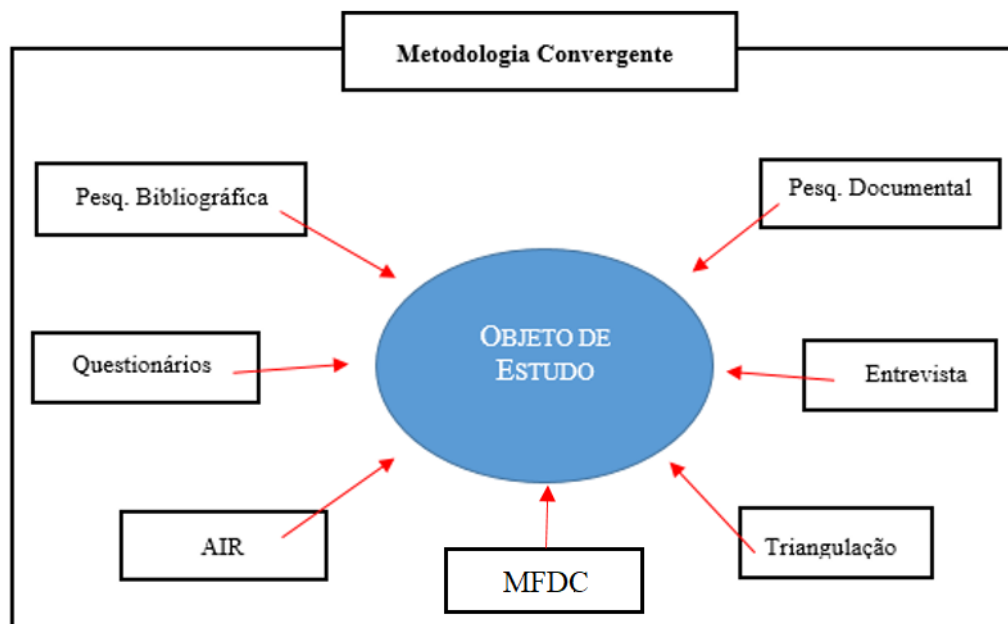 Metodologia Convergente
Pesq. Bibliográfica
Pesq. Documental
OBJETO DE
ESTUDO
Questionários
Entrevista
AIR
MFDC
Triangulação